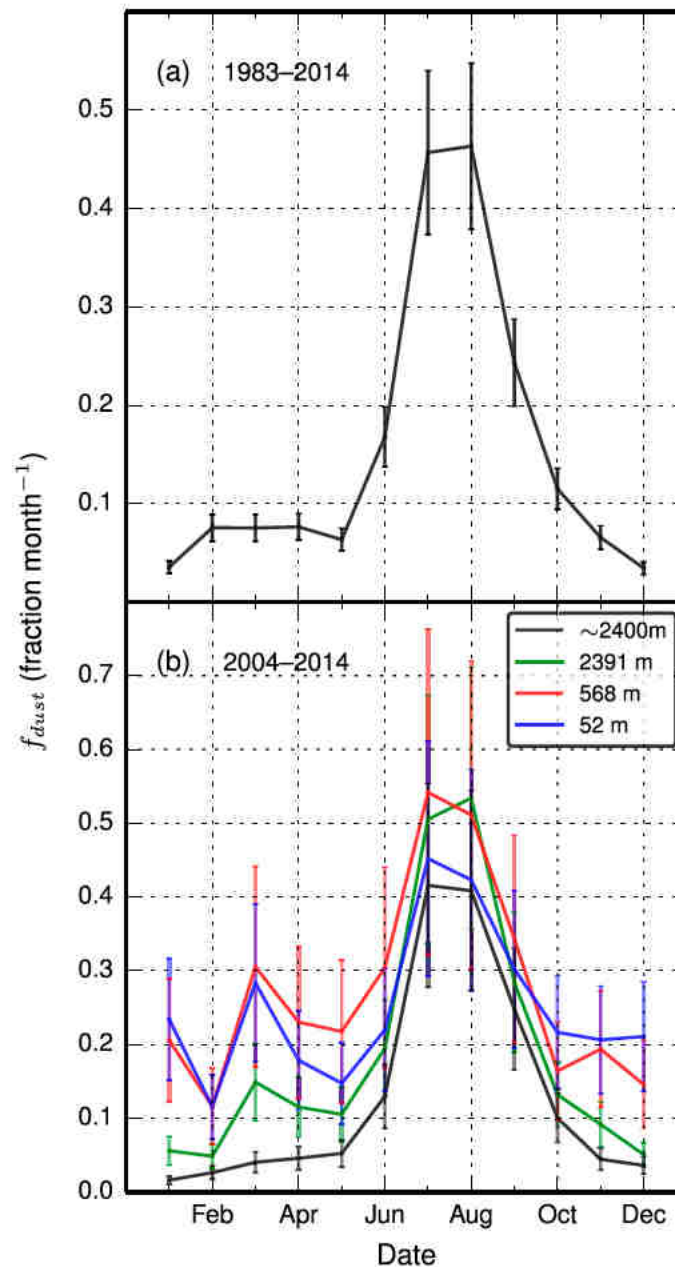 (a) 1983–2014
0.5
0.4
0.3
0.2
0.1
f_dust (fraction month⁻¹)
(b) 2004–2014
~2400m
2391 m
568 m
52 m
0.7
0.6
0.5
0.4
0.3
0.2
0.1
0.0
Feb Apr Jun Aug Oct Dec
Date